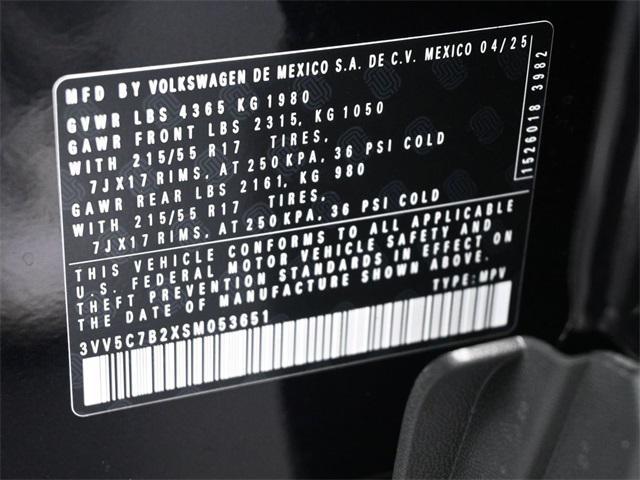 MFD BY VOLKSWAGEN DE MEXICO S.A. DE C.V. MEXICO 04/25
GVWR LBS 4365 KG 1980
GAWR FRONT LBS 2315, KG 1050
WITH 215/55 R17 TIRES,
7JX17 RIMS, AT 250KPA, 36 PSI COLD
GAWR REAR LBS 2161, KG 980
WITH 215/55 R17 TIRES,
7JX17 RIMS, AT 250KPA, 36 PSI COLD
1526018 3982
THIS VEHICLE CONFORMS TO ALL APPLICABLE
U.S. FEDERAL MOTOR VEHICLE SAFETY AND
THEFT PREVENTION STANDARDS IN EFFECT ON
THE DATE OF MANUFACTURE SHOWN ABOVE.
TYPE:MPV
3VV5C7B2XSM053651